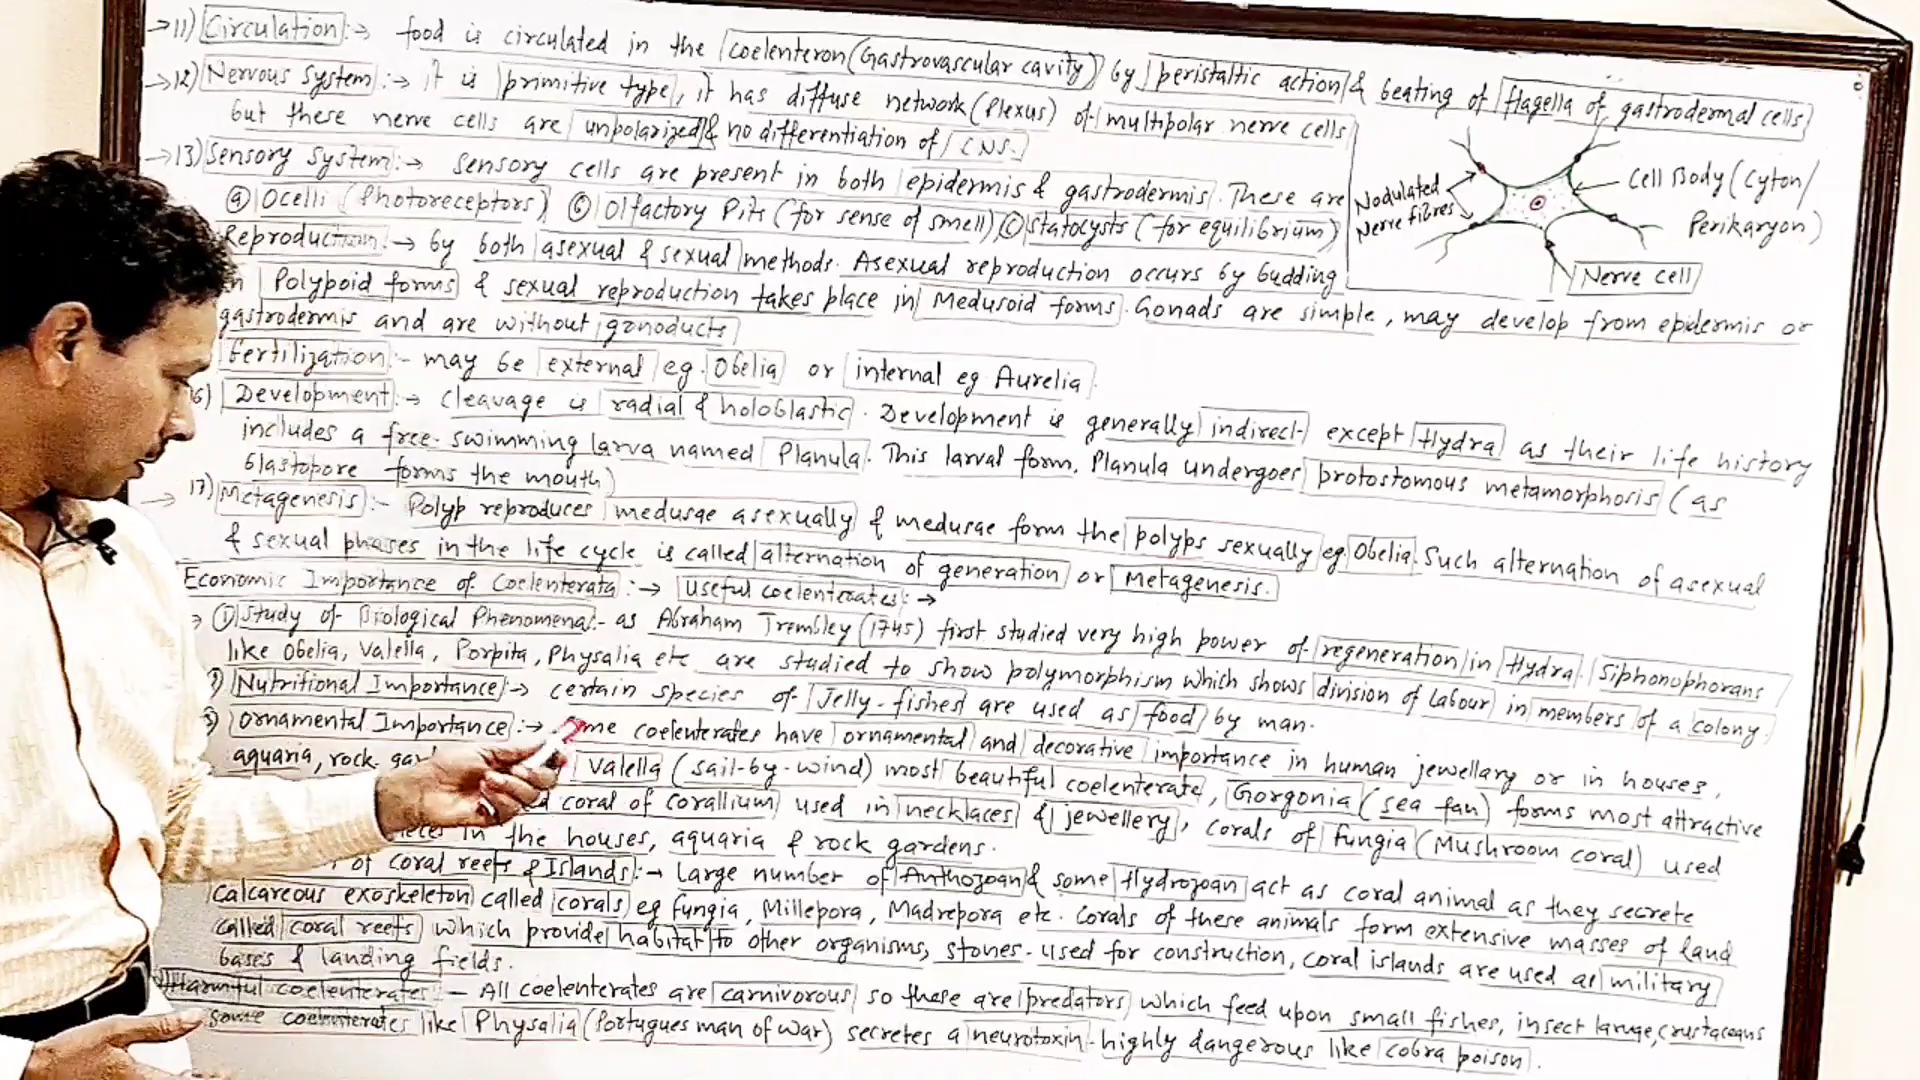 →11) Circulation :→ food is circulated in the coelenteron (Gastrovascular cavity) by peristaltic action & beating of flagella of gastrodermal cells
→12) Nervous System :→ it is primitive type, it has diffuse network (Plexus) of multipolar nerve cells
but these nerve cells are unpolarized & no differentiation of CNS.
→13) Sensory System :→ sensory cells are present in both epidermis & gastrodermis. These are
ⓐ Ocelli (Photoreceptors) ⓑ Olfactory Pits (for sense of smell) ⓒ Statocysts (for equilibrium)
Nodulated
Nerve fibres
Cell Body (Cyton/
Perikaryon)
Nerve cell
Reproduction :→ by both asexual & sexual methods. Asexual reproduction occurs by budding
in Polypoid forms & sexual reproduction takes place in Medusoid forms. Gonads are simple, may develop from epidermis or
gastrodermis and are without gonoducts
Fertilization :- may be external eg. Obelia or internal eg Aurelia.
16) Development :→ cleavage is radial & holoblastic. Development is generally indirect except Hydra as their life history
includes a free-swimming larva named Planula. This larval form, Planula undergoes protostomous metamorphosis (as
blastopore forms the mouth)
→ 17) Metagenesis :- Polyp reproduces medusae asexually & medusae form the polyps sexually eg. Obelia. Such alternation of asexual
& sexual phases in the life cycle is called alternation of generation or Metagenesis.
Economic Importance of Coelenterata :→ Useful coelenterates :→
→ ① Study of Biological Phenomena :- as Abraham Trembley (1745) first studied very high power of regeneration in Hydra. Siphonophorans
like Obelia, Valella, Porpita, Physalia etc are studied to show polymorphism which shows division of labour in members of a colony.
Nutritional Importance :→ certain species of Jelly-fishes are used as food by man.
Ornamental Importance :→ Some coelenterates have ornamental and decorative importance in human jewellary or in houses,
aquaria, rock Valella (sail-by-wind) most beautiful coelenterate, Gorgonia (sea fan) forms most attractive
coral of corallium used in necklaces & jewellery, corals of Fungia (Mushroom coral) used
in the houses, aquaria & rock gardens.
of coral reefs & Islands :→ Large number of Anthozoan & some Hydrozoan act as coral animal as they secrete
calcareous exoskeleton called corals eg Fungia, Millepora, Madrepora etc. Corals of these animals form extensive masses of land
called coral reefs which provide habitat to other organisms, stones used for construction, coral islands are used as military
bases & landing fields.
Harmful coelenterates :- All coelenterates are carnivorous so these are predators which feed upon small fishes, insect larvae, crustaceans
some coelenterates like Physalia (Portugues man of war) secretes a neurotoxin highly dangerous like cobra poison.